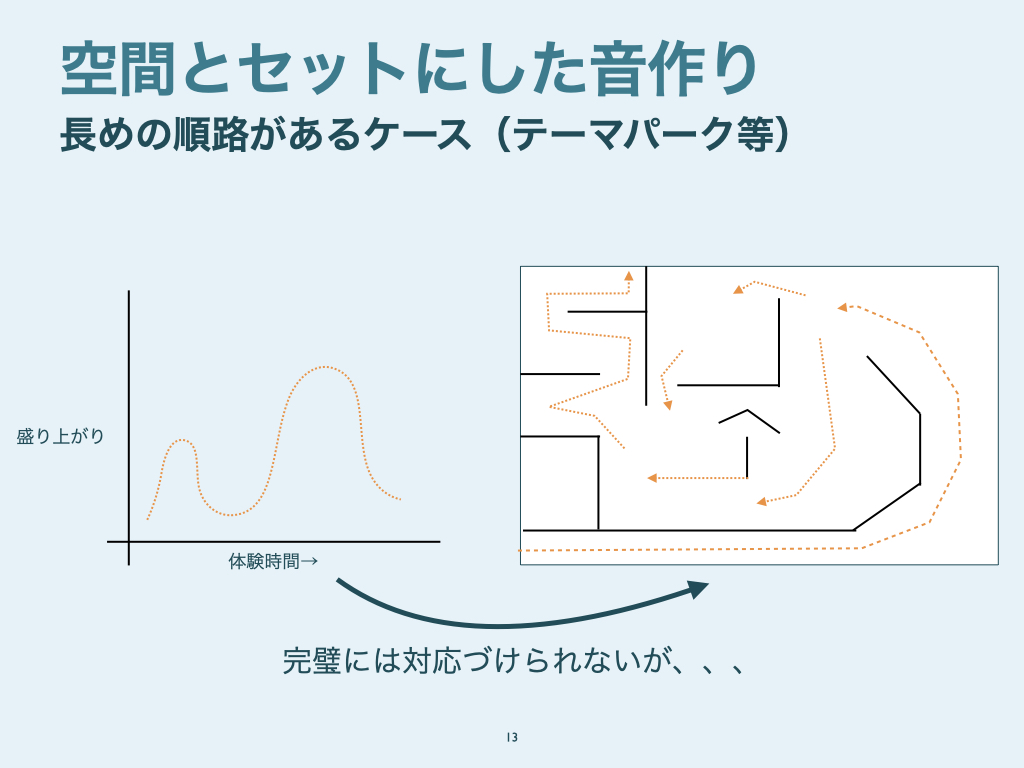 空間とセットにした音作り
長めの順路があるケース（テーマパーク等）
盛り上がり
体験時間→
完璧には対応づけられないが、、、
13